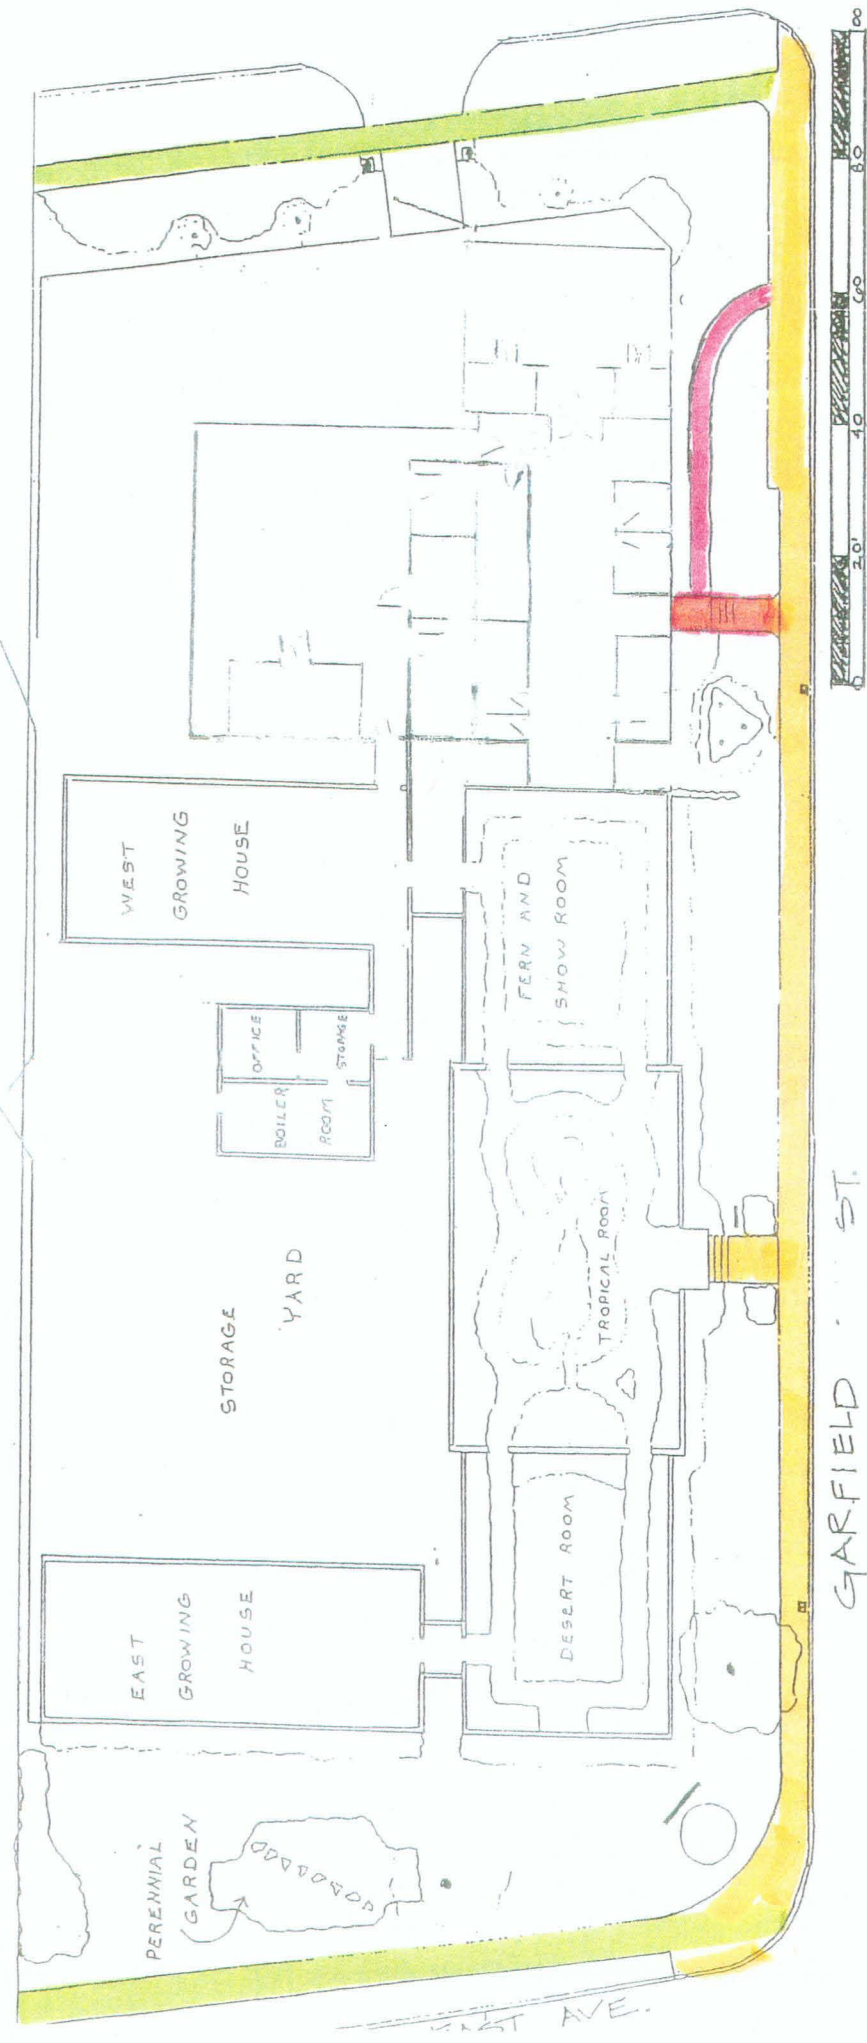 EAST
GROWING
HOUSE
PERENNIAL
GARDEN
STORAGE
YARD
BOILER
ROOM
OFFICE
STORAGE
WEST
GROWING
HOUSE
DESERT ROOM
TROPICAL ROOM
FERN AND
SHOW ROOM
AVE.
GARFIELD ST.
0 20' 40 60 80 00